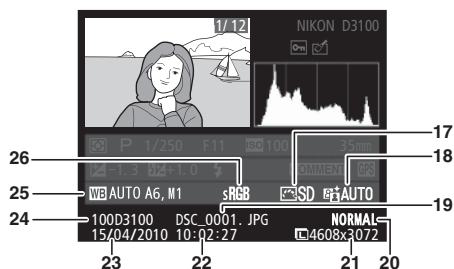 1/ 12
NIKON D3100
17
18
P 1/250 F11 ISO 100 35mm
-1. 3 +1. 0 COMMENT GPS
26
25
WB AUTO A6, M1 sRGB SD AUTO
19
24
100D3100 DSC_0001. JPG NORMAL
15/04/2010 10:02:27 L 4608x3072
23 22 21 20